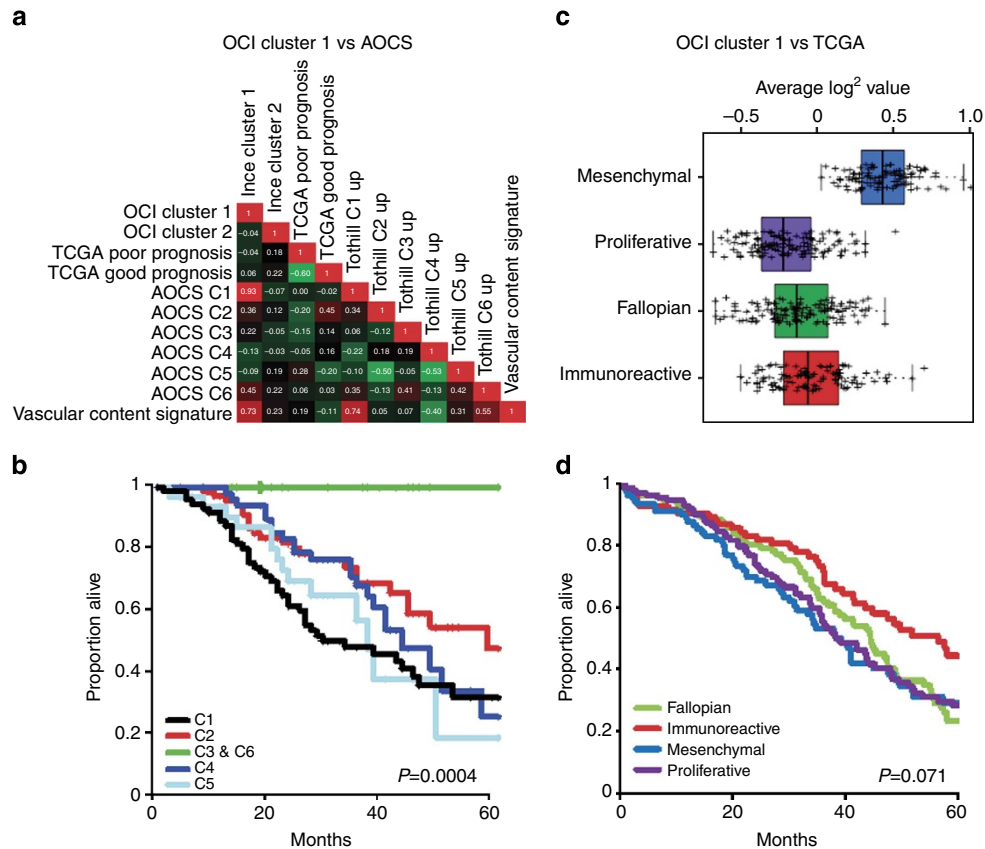 a
OCI cluster 1 vs AOCS
Ince cluster 1
Ince cluster 2
TCGA poor prognosis
TCGA good prognosis
Tothill C1 up
Tothill C2 up
Tothill C3 up
Tothill C4 up
Tothill C5 up
Tothill C6 up
Vascular content signature
OCI cluster 1 1
OCI cluster 2 −0.04 1
TCGA poor prognosis −0.04 0.18 1
TCGA good prognosis 0.06 0.22 −0.60 1
AOCS C1 0.93 −0.07 0.00 −0.02 1
AOCS C2 0.36 0.12 −0.20 0.45 0.34 1
AOCS C3 0.22 −0.05 −0.15 0.14 0.06 −0.12 1
AOCS C4 −0.13 −0.03 −0.05 0.16 −0.22 0.18 0.19 1
AOCS C5 −0.09 0.19 0.28 −0.20 −0.10 −0.50 −0.05 −0.53 1
AOCS C6 0.45 0.22 0.06 0.03 0.35 −0.13 0.41 −0.13 0.42 1
Vascular content signature 0.73 0.23 0.19 −0.11 0.74 0.05 0.07 −0.40 0.31 0.55 1
b
Proportion alive
1
0.8
0.6
0.4
0.2
0
C1
C2
C3 & C6
C4
C5
P=0.0004
0 20 40 60
Months
c
OCI cluster 1 vs TCGA
Average log² value
−0.5 0 0.5 1.0
Mesenchymal
Proliferative
Fallopian
Immunoreactive
d
Proportion alive
1
0.8
0.6
0.4
0.2
0
Fallopian
Immunoreactive
Mesenchymal
Proliferative
P=0.071
0 20 40 60
Months